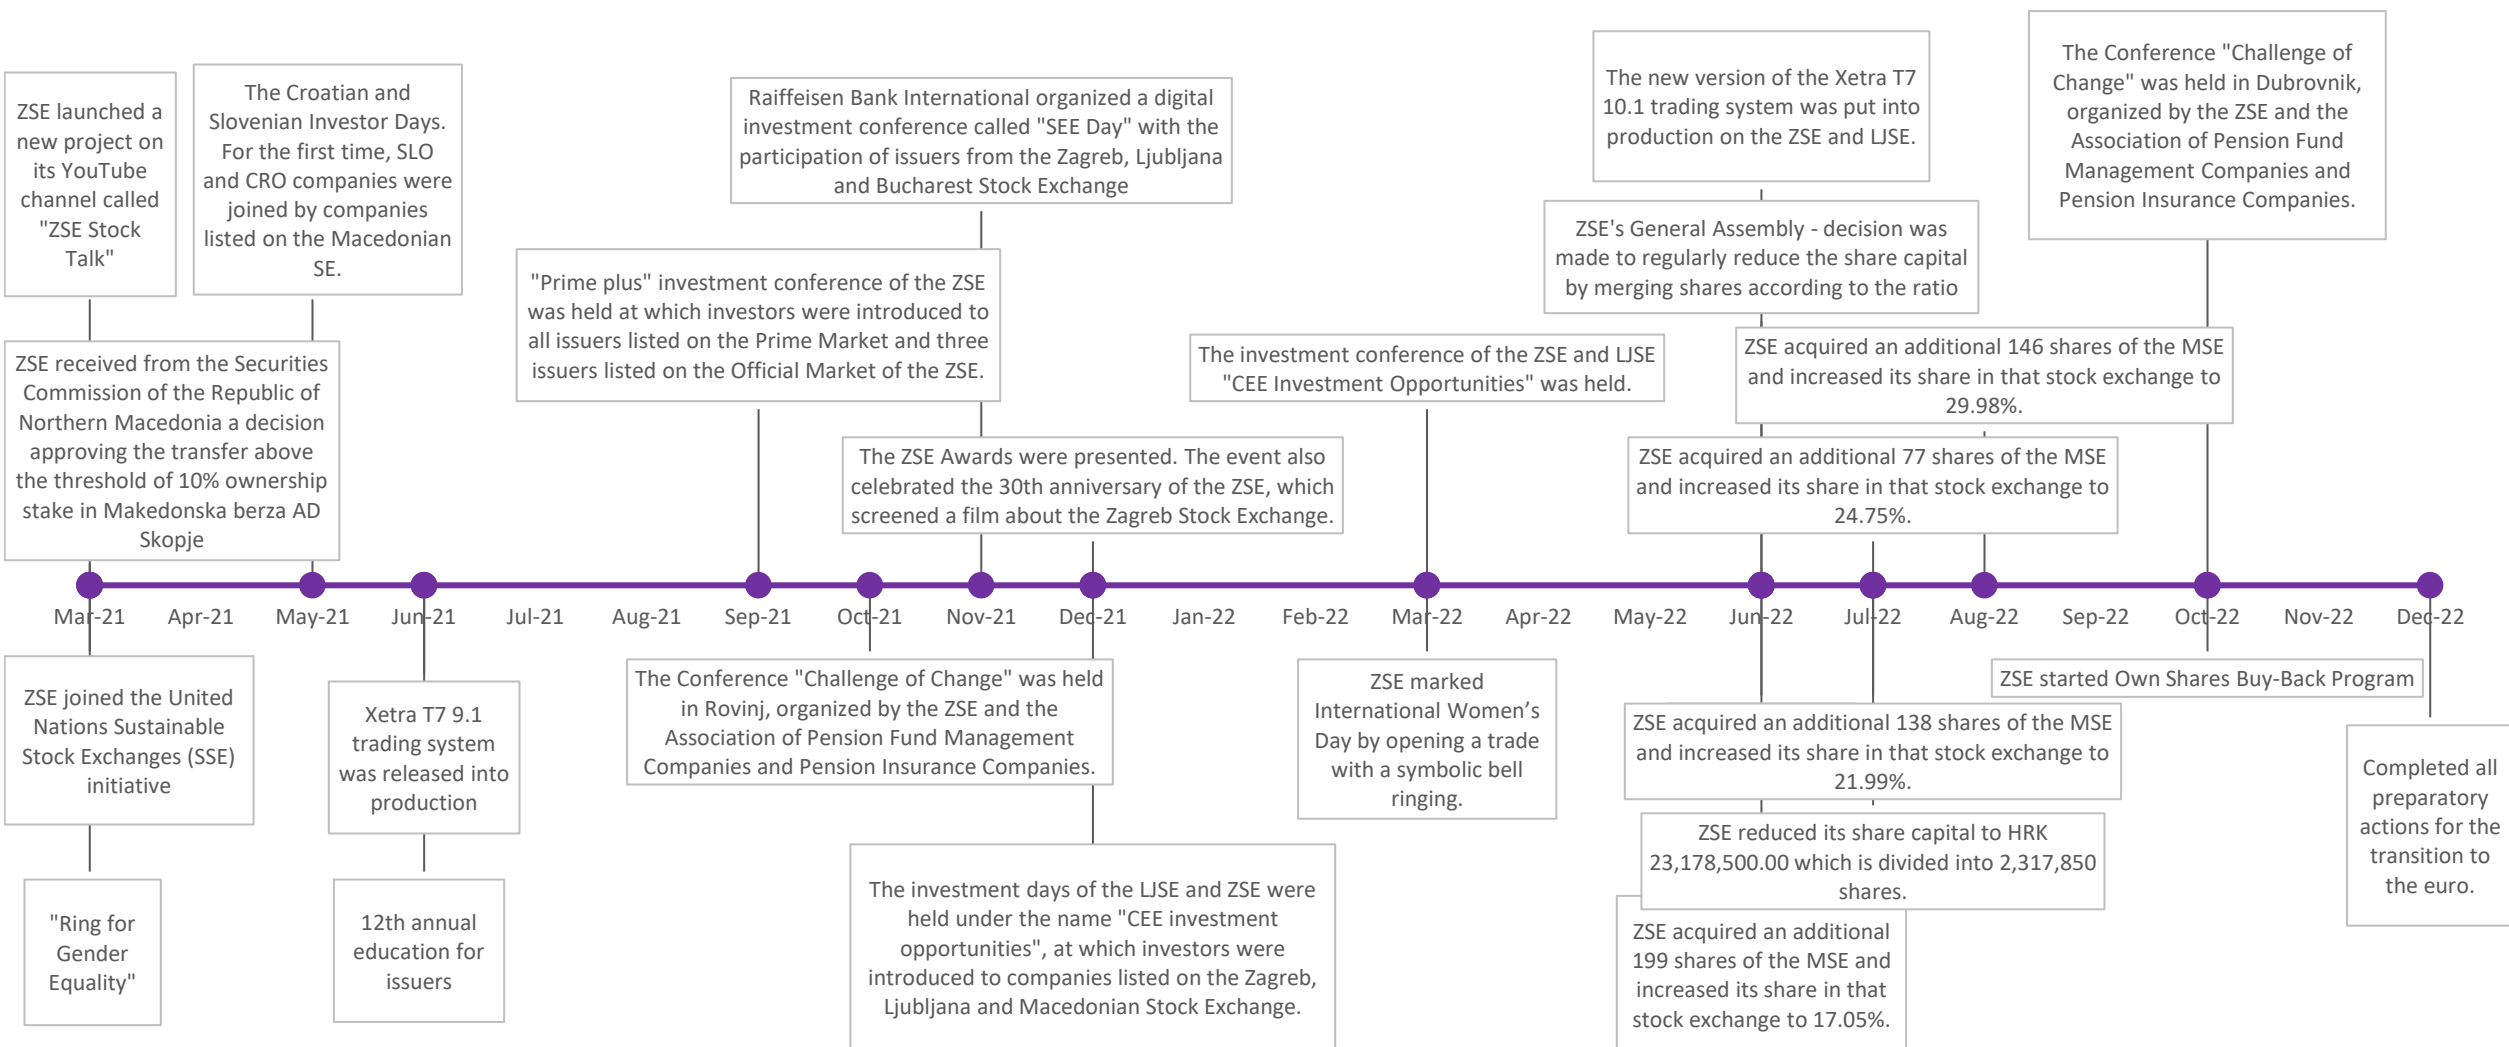 ZSE launched a
new project on
its YouTube
channel called
"ZSE Stock
Talk"
The Croatian and
Slovenian Investor Days.
For the first time, SLO
and CRO companies were
joined by companies
listed on the Macedonian
SE.
ZSE received from the Securities
Commission of the Republic of
Northern Macedonia a decision
approving the transfer above
the threshold of 10% ownership
stake in Makedonska berza AD
Skopje
Raiffeisen Bank International organized a digital
investment conference called "SEE Day" with the
participation of issuers from the Zagreb, Ljubljana
and Bucharest Stock Exchange
"Prime plus" investment conference of the ZSE
was held at which investors were introduced to
all issuers listed on the Prime Market and three
issuers listed on the Official Market of the ZSE.
The ZSE Awards were presented. The event also
celebrated the 30th anniversary of the ZSE, which
screened a film about the Zagreb Stock Exchange.
The investment conference of the ZSE and LJSE
"CEE Investment Opportunities" was held.
The new version of the Xetra T7
10.1 trading system was put into
production on the ZSE and LJSE.
ZSE's General Assembly - decision was
made to regularly reduce the share capital
by merging shares according to the ratio
ZSE acquired an additional 146 shares of the MSE
and increased its share in that stock exchange to
29.98%.
ZSE acquired an additional 77 shares of the MSE
and increased its share in that stock exchange to
24.75%.
The Conference "Challenge of
Change" was held in Dubrovnik,
organized by the ZSE and the
Association of Pension Fund
Management Companies and
Pension Insurance Companies.
Mar-21 Apr-21 May-21 Jun-21 Jul-21 Aug-21 Sep-21 Oct-21 Nov-21 Dec-21 Jan-22 Feb-22 Mar-22 Apr-22 May-22 Jun-22 Jul-22 Aug-22 Sep-22 Oct-22 Nov-22 Dec-22
ZSE joined the United
Nations Sustainable
Stock Exchanges (SSE)
initiative
"Ring for
Gender
Equality"
Xetra T7 9.1
trading system
was released into
production
12th annual
education for
issuers
The Conference "Challenge of Change" was held
in Rovinj, organized by the ZSE and the
Association of Pension Fund Management
Companies and Pension Insurance Companies.
The investment days of the LJSE and ZSE were
held under the name "CEE investment
opportunities", at which investors were
introduced to companies listed on the Zagreb,
Ljubljana and Macedonian Stock Exchange.
ZSE marked
International Women’s
Day by opening a trade
with a symbolic bell
ringing.
ZSE acquired an additional 138 shares of the MSE
and increased its share in that stock exchange to
21.99%.
ZSE reduced its share capital to HRK
23,178,500.00 which is divided into 2,317,850
shares.
ZSE acquired an additional
199 shares of the MSE and
increased its share in that
stock exchange to 17.05%.
ZSE started Own Shares Buy-Back Program
Completed all
preparatory
actions for the
transition to
the euro.